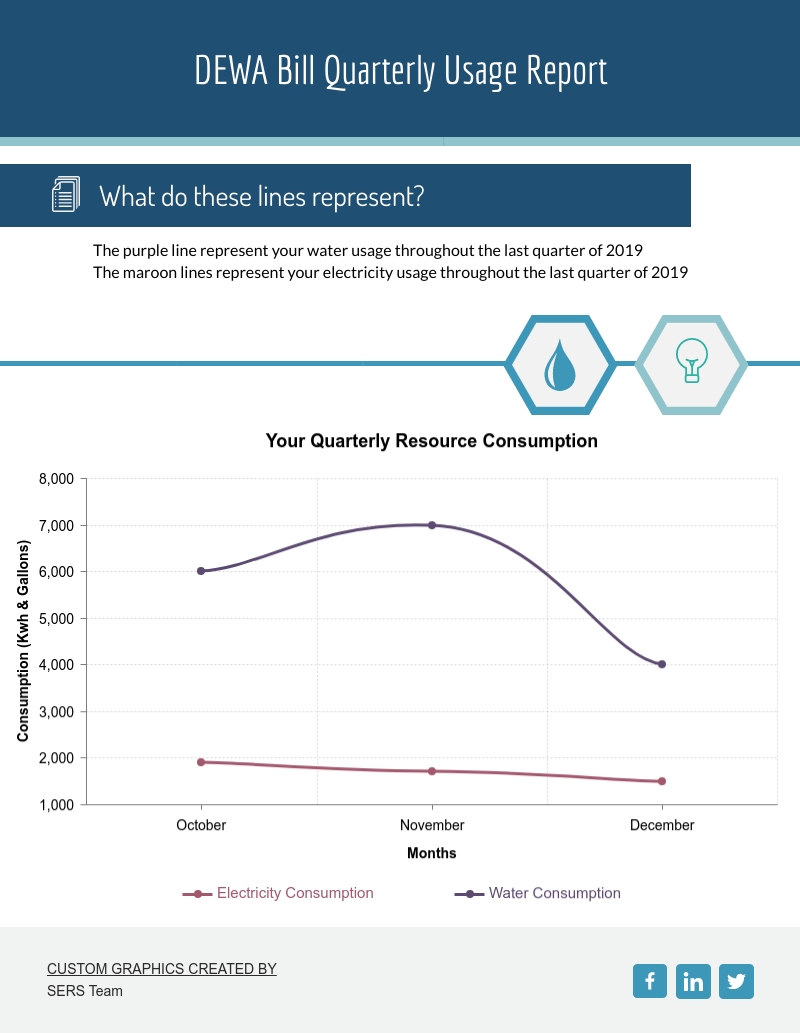 DEWA Bill Quarterly Usage Report
What do these lines represent?
The purple line represent your water usage throughout the last quarter of 2019
The maroon lines represent your electricity usage throughout the last quarter of 2019
Your Quarterly Resource Consumption
Consumption (Kwh & Gallons)
8,000
7,000
6,000
5,000
4,000
3,000
2,000
1,000
October November December
Months
Electricity Consumption Water Consumption
CUSTOM GRAPHICS CREATED BY
SERS Team
f in